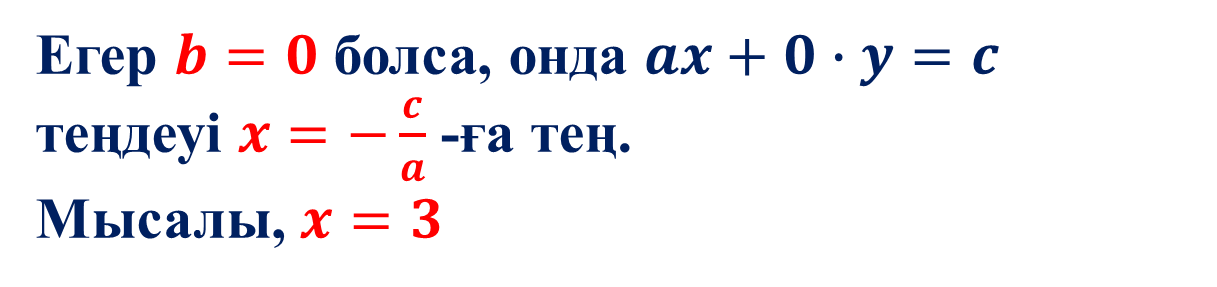 Егер b = 0 болса, онда ax + 0 · y = c
теңдеуі x = −c/a -ға тең.
Мысалы, x = 3